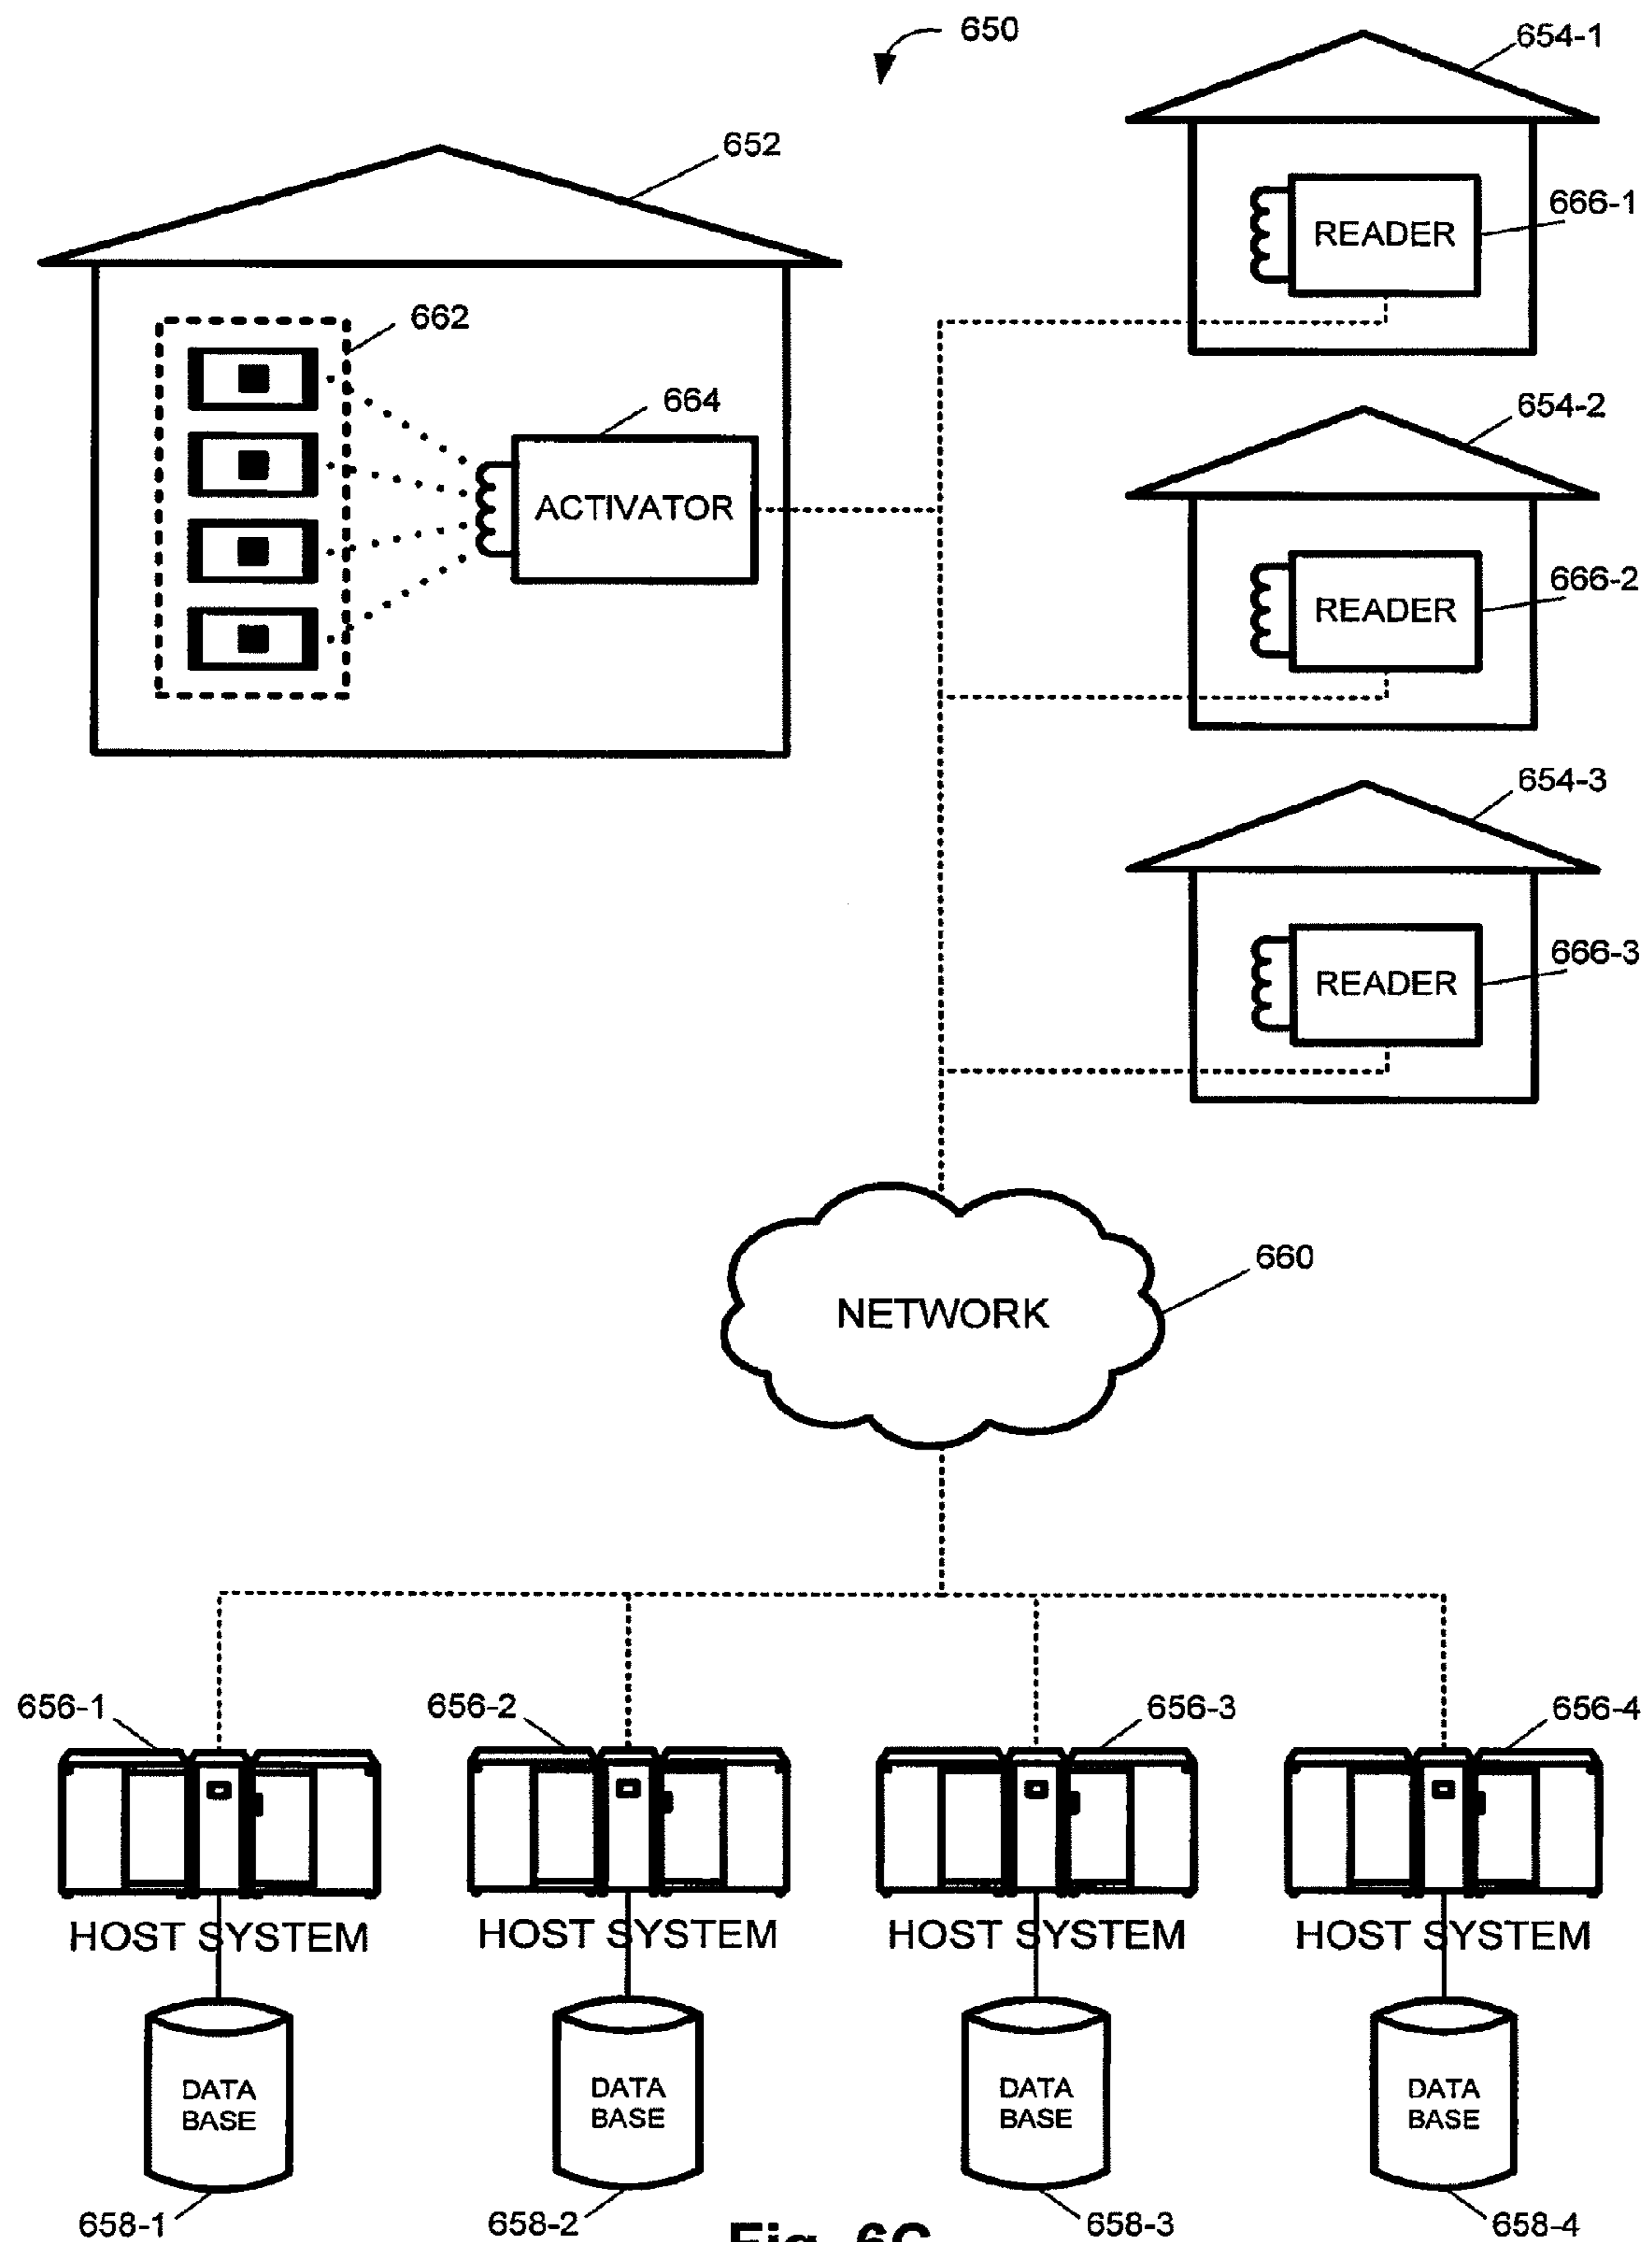 650
654-1
652
666-1
READER
662
664
ACTIVATOR
654-2
666-2
READER
654-3
666-3
READER
660
NETWORK
656-1
656-2
656-3
656-4
HOST SYSTEM
HOST SYSTEM
HOST SYSTEM
HOST SYSTEM
DATA
BASE
DATA
BASE
DATA
BASE
DATA
BASE
658-1
658-2
658-3
658-4
Fig. 6C